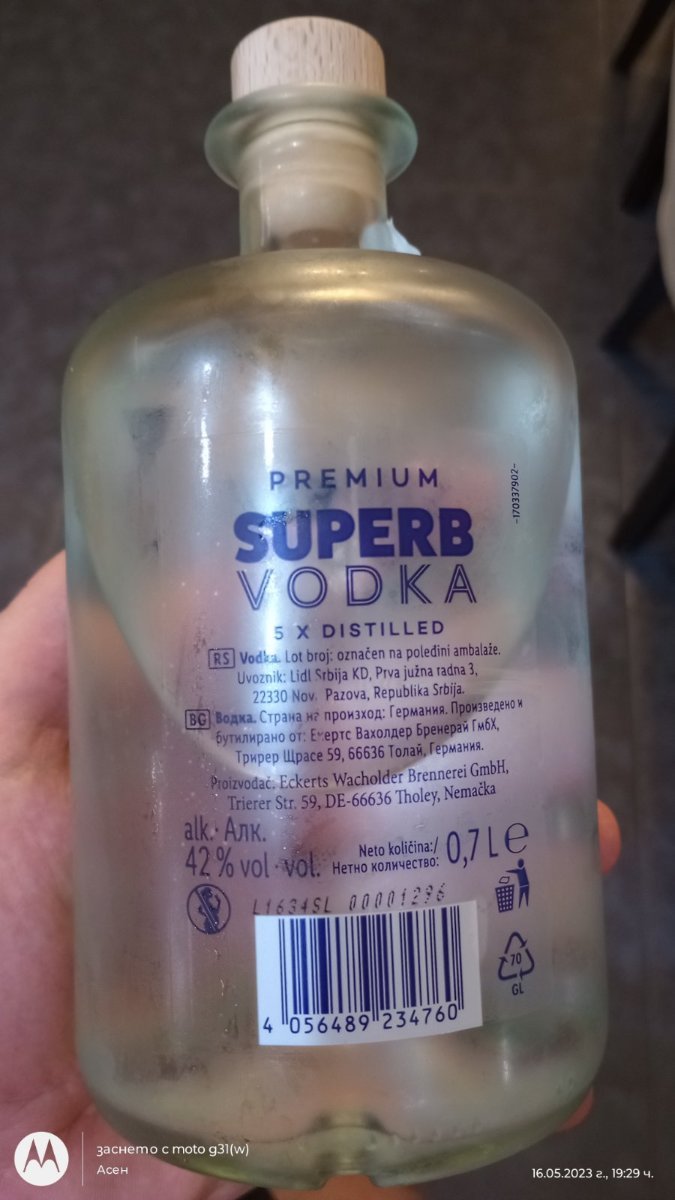 PREMIUM
SUPERB
VODKA
5 X DISTILLED
-170337902-
RS Vodka. Lot broj: označen na poleđini ambalaže.
Uvoznik: Lidl Srbija KD, Prva južna radna 3,
22330 Nova Pazova, Republika Srbija.
BG Водка. Страна на произход: Германия. Произведено и
бутилирано от: Екертс Вахолдер Бренерай ГмбХ,
Трирер Щрасе 59, 66636 Толай, Германия.
Proizvođač: Eckerts Wacholder Brennerei GmbH,
Trierer Str. 59, DE-66636 Tholey, Nemačka
alk. · Алк.
42 % vol · vol.
Neto količina:/
Нетно количество: 0,7 L e
L1634SL 00001296
4 056489 234760
70
GL
заснето с moto g31(w)
Асен
16.05.2023 г., 19:29 ч.